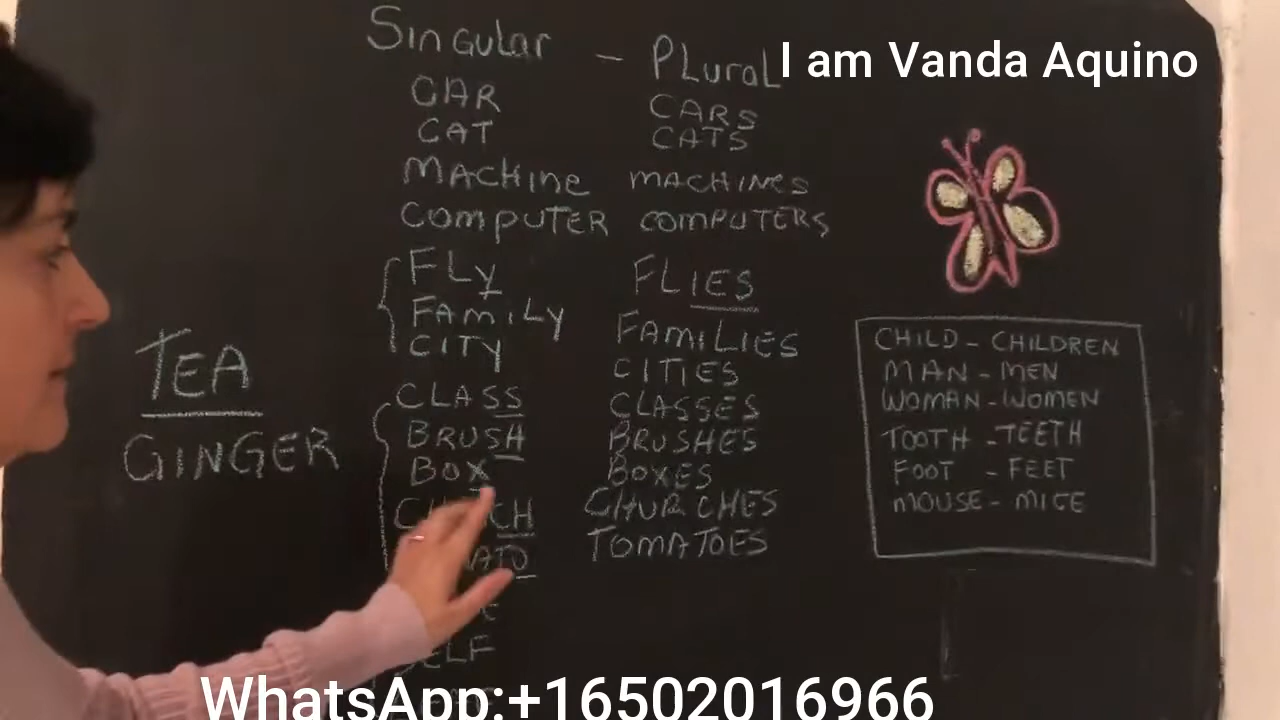 Singular - Plural
I am Vanda Aquino
CAR CARS
CAT CATS
MACHINE MACHINES
COMPUTER COMPUTERS
FLY FLIES
FAMILY FAMILIES
CITY CITIES
CLASS CLASSES
BRUSH BRUSHES
BOX BOXES
CHURCHES
TOMATOES
TEA
GINGER
CHILD - CHILDREN
MAN - MEN
WOMAN - WOMEN
TOOTH - TEETH
FOOT - FEET
MOUSE - MICE
WhatsApp:+16502016966